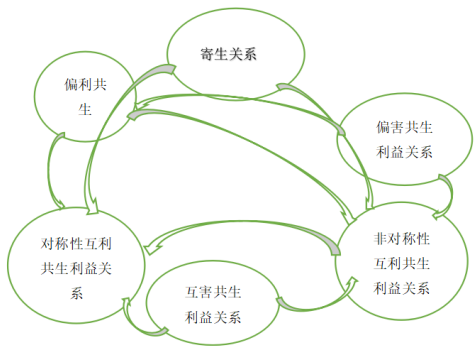 寄生关系
偏利共
生
偏害共生
利益关系
对称性互利
共生利益关
系
非对称性
互利共生
利益关系
互害共生
利益关系